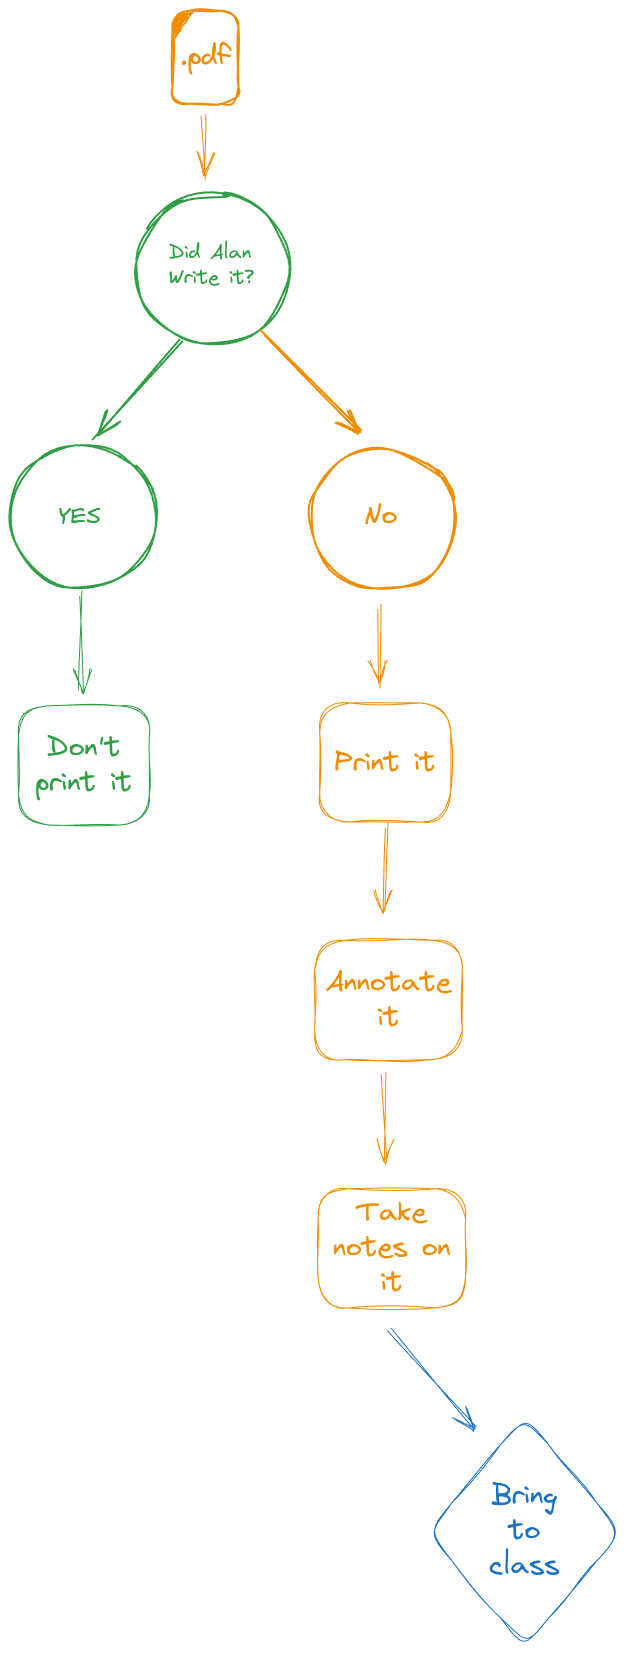 .pdf
Did Alan
Write it?
YES
NO
Don't
print it
Print it
Annotate
it
Take
notes on
it
Bring
to
class